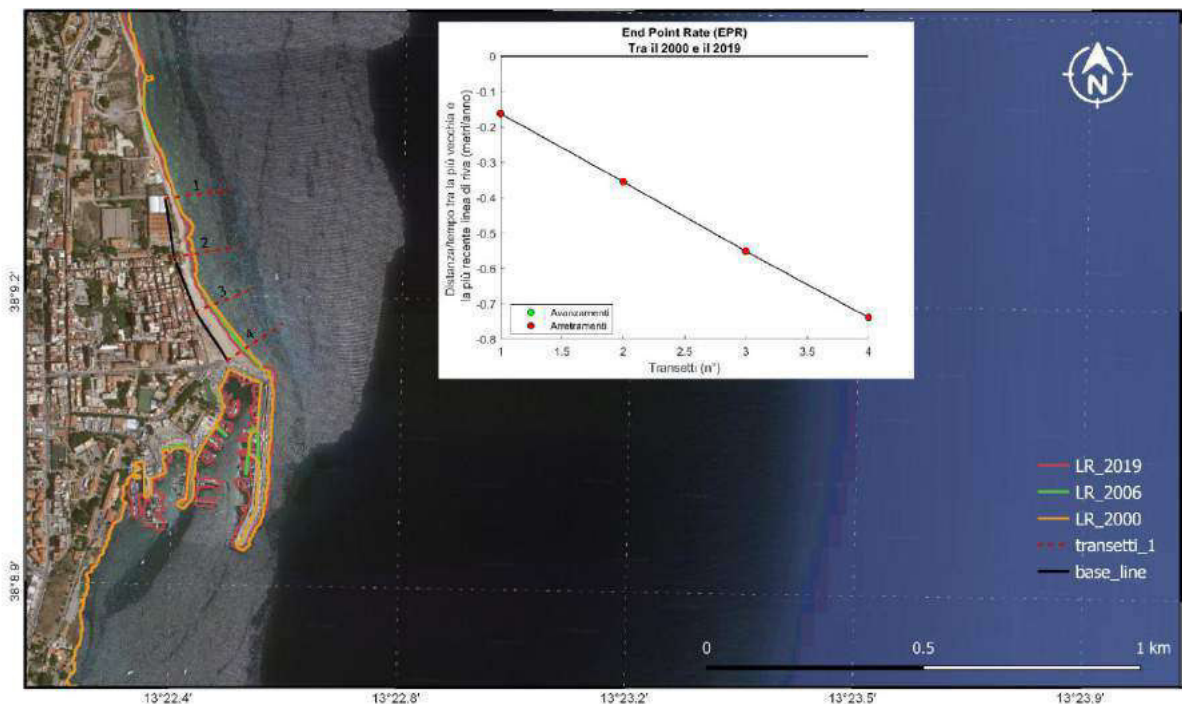 End Point Rate (EPR)
Tra il 2000 e il 2019
Distanza/tempo tra la più vecchia e
la più recente linea di riva (metri/anno)
0
-0.1
-0.2
-0.3
-0.4
-0.5
-0.6
-0.7
-0.8
Avanzamenti
Arretramenti
1
1.5
2
2.5
3
3.5
4
Transetti (n°)
N
1
2
3
4
38°9.2'
38°8.9'
LR_2019
LR_2006
LR_2000
transetti_1
base_line
0
0.5
1 km
13°22.4'
13°22.8'
13°23.2'
13°23.5'
13°23.9'